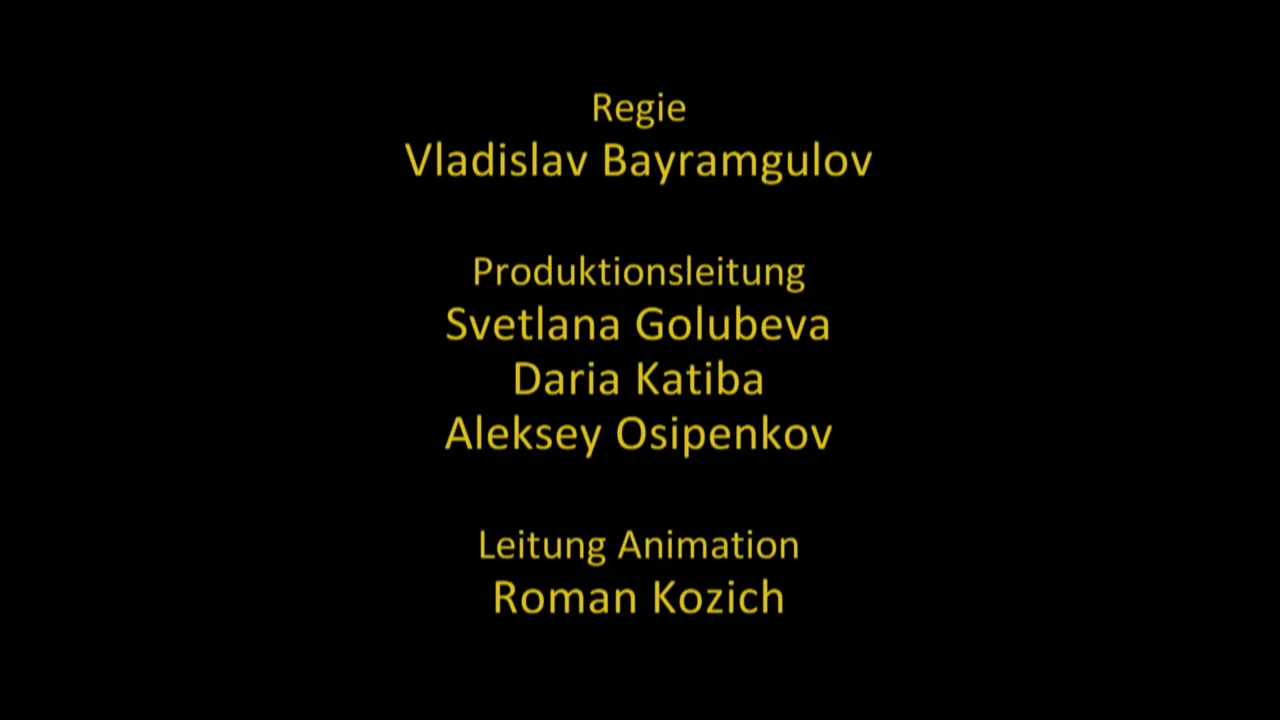 Regie
Vladislav Bayramgulov
Produktionsleitung
Svetlana Golubeva
Daria Katiba
Aleksey Osipenkov
Leitung Animation
Roman Kozich